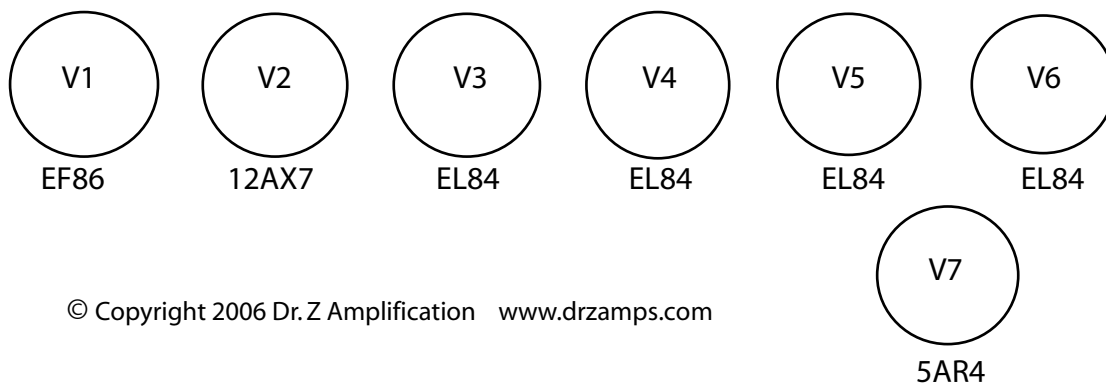 V1 V2 V3 V4 V5 V6
EF86 12AX7 EL84 EL84 EL84 EL84
V7
© Copyright 2006 Dr. Z Amplification www.drzamps.com
5AR4